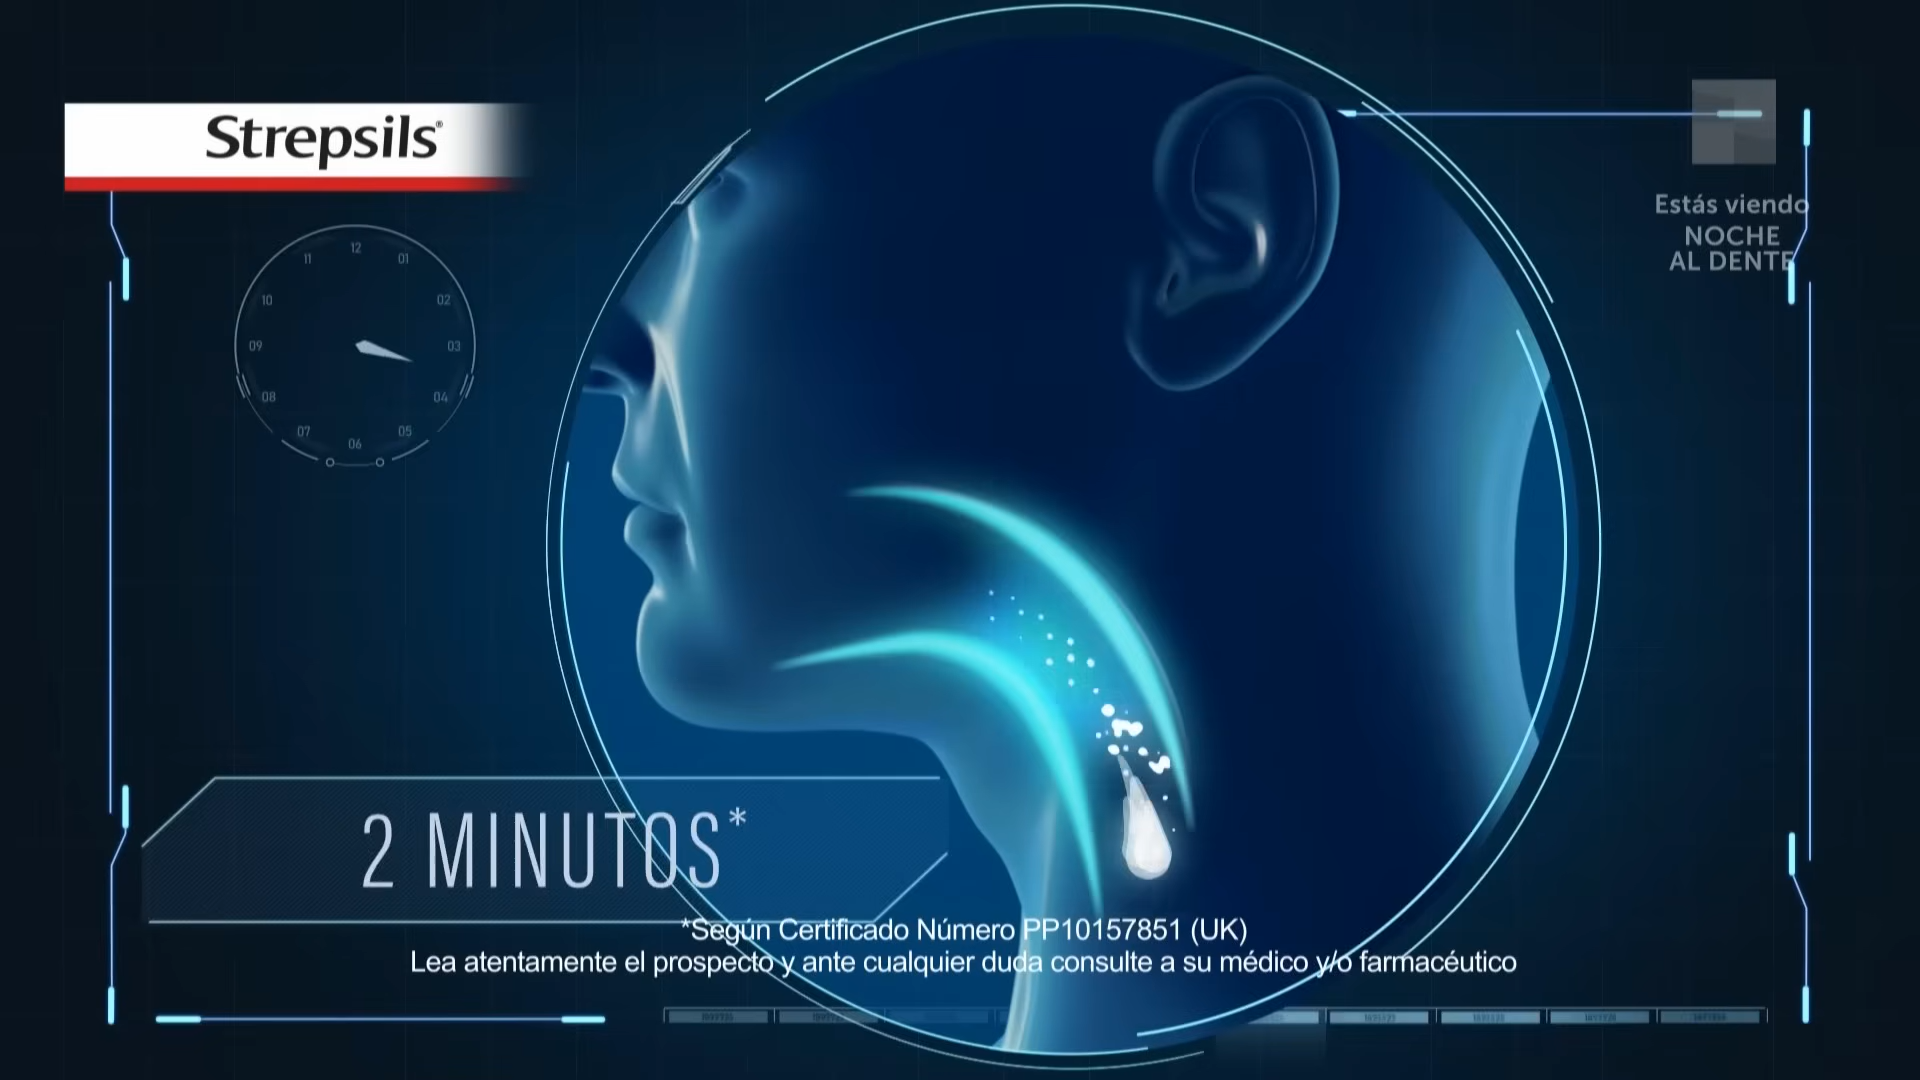 Strepsils®
Estás viendo
NOCHE
AL DENTE
12
11
01
10
02
09
03
08
04
07
05
06
2 MINUTOS*
*Según Certificado Número PP10157851 (UK)
Lea atentamente el prospecto y ante cualquier duda consulte a su médico y/o farmacéutico